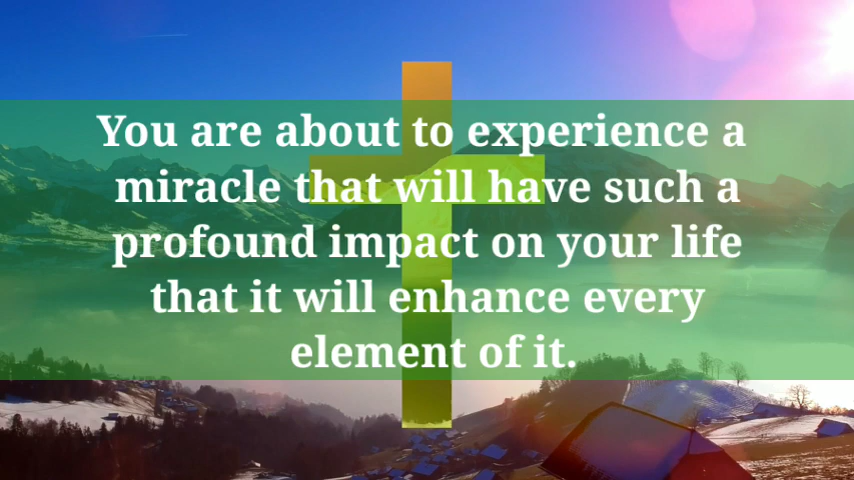 You are about to experience a
miracle that will have such a
profound impact on your life
that it will enhance every
element of it.